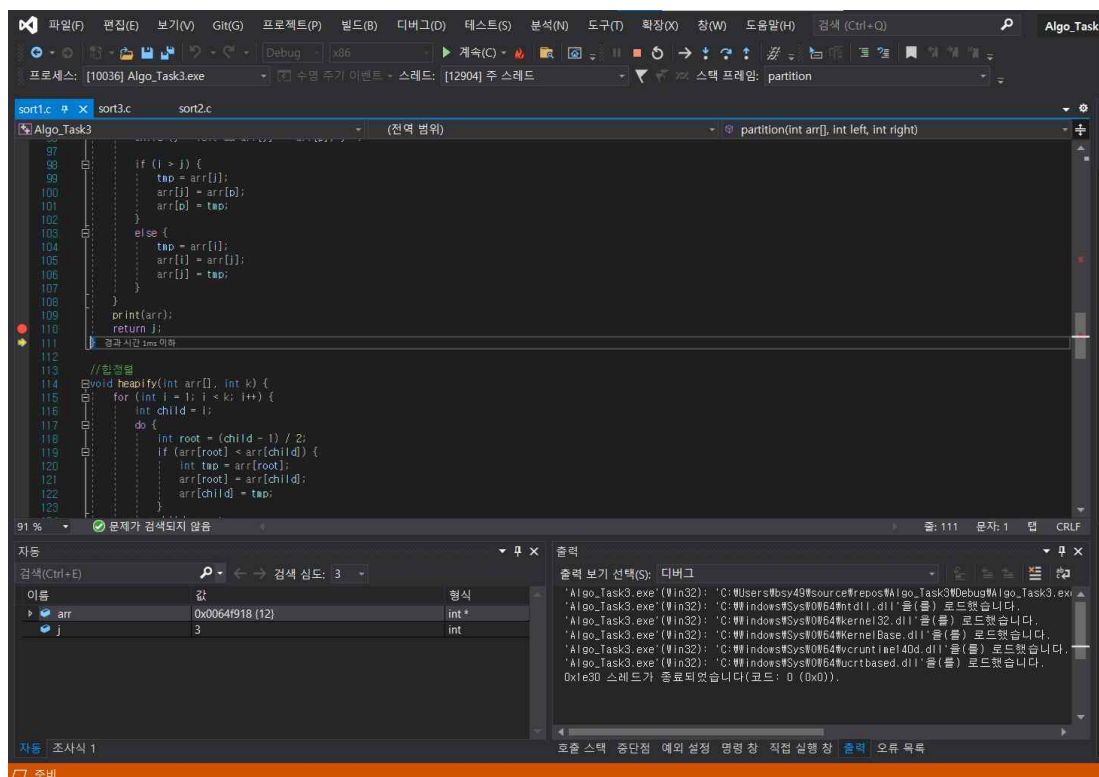 파일(F) 편집(E) 보기(V) Git(G) 프로젝트(P) 빌드(B) 디버그(D) 테스트(S) 분석(N) 도구(T) 확장(X) 창(W) 도움말(H) 검색 (Ctrl+Q) Algo_Task
Debug x86 계속(C)
프로세스: [10036] Algo_Task3.exe 수명 주기 이벤트 스레드: [12904] 주 스레드 스택 프레임: partition
sort1.c sort3.c sort2.c
Algo_Task3 (전역 범위) partition(int arr[], int left, int right)
97
98 if (i > j) {
99 tmp = arr[j];
100 arr[j] = arr[p];
101 arr[p] = tmp;
102 }
103 else {
104 tmp = arr[i];
105 arr[i] = arr[j];
106 arr[j] = tmp;
107 }
108 }
109 print(arr);
110 return j;
111 } 경과 시간 1ms 이하
112
113 //힙정렬
114 void heapify(int arr[], int k) {
115 for (int i = 1; i < k; i++) {
116 int child = i;
117 do {
118 int root = (child - 1) / 2;
119 if (arr[root] < arr[child]) {
120 int tmp = arr[root];
121 arr[root] = arr[child];
122 arr[child] = tmp;
123 }
91 % 문제가 검색되지 않음 줄: 111 문자: 1 탭 CRLF
자동
검색(Ctrl+E) 검색 심도: 3
이름 값 형식
arr 0x0064f918 {12} int *
j 3 int
자동 조사식 1
출력
출력 보기 선택(S): 디버그
'Algo_Task3.exe'(Win32): 'C:₩Users₩bsy49₩source₩repos₩Algo_Task3₩Debug₩Algo_Task3.exe
'Algo_Task3.exe'(Win32): 'C:₩Windows₩SysWOW64₩ntdll.dll'을(를) 로드했습니다.
'Algo_Task3.exe'(Win32): 'C:₩Windows₩SysWOW64₩kernel32.dll'을(를) 로드했습니다.
'Algo_Task3.exe'(Win32): 'C:₩Windows₩SysWOW64₩KernelBase.dll'을(를) 로드했습니다.
'Algo_Task3.exe'(Win32): 'C:₩Windows₩SysWOW64₩vcruntime140d.dll'을(를) 로드했습니다.
'Algo_Task3.exe'(Win32): 'C:₩Windows₩SysWOW64₩ucrtbased.dll'을(를) 로드했습니다.
0x1e30 스레드가 종료되었습니다(코드: 0 (0x0)).
호출 스택 중단점 예외 설정 명령 창 직접 실행 창 출력 오류 목록
준비